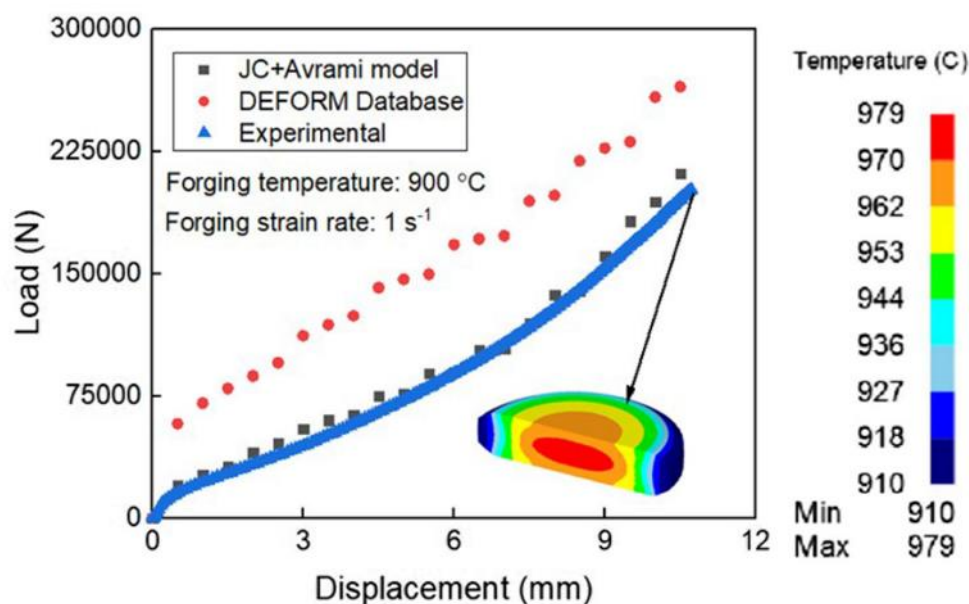 300000
225000
150000
75000
0
Load (N)
JC+Avrami model
DEFORM Database
Experimental
Forging temperature: 900 °C
Forging strain rate: 1 s⁻¹
0
3
6
9
12
Displacement (mm)
Temperature (C)
979
970
962
953
944
936
927
918
910
Min 910
Max 979